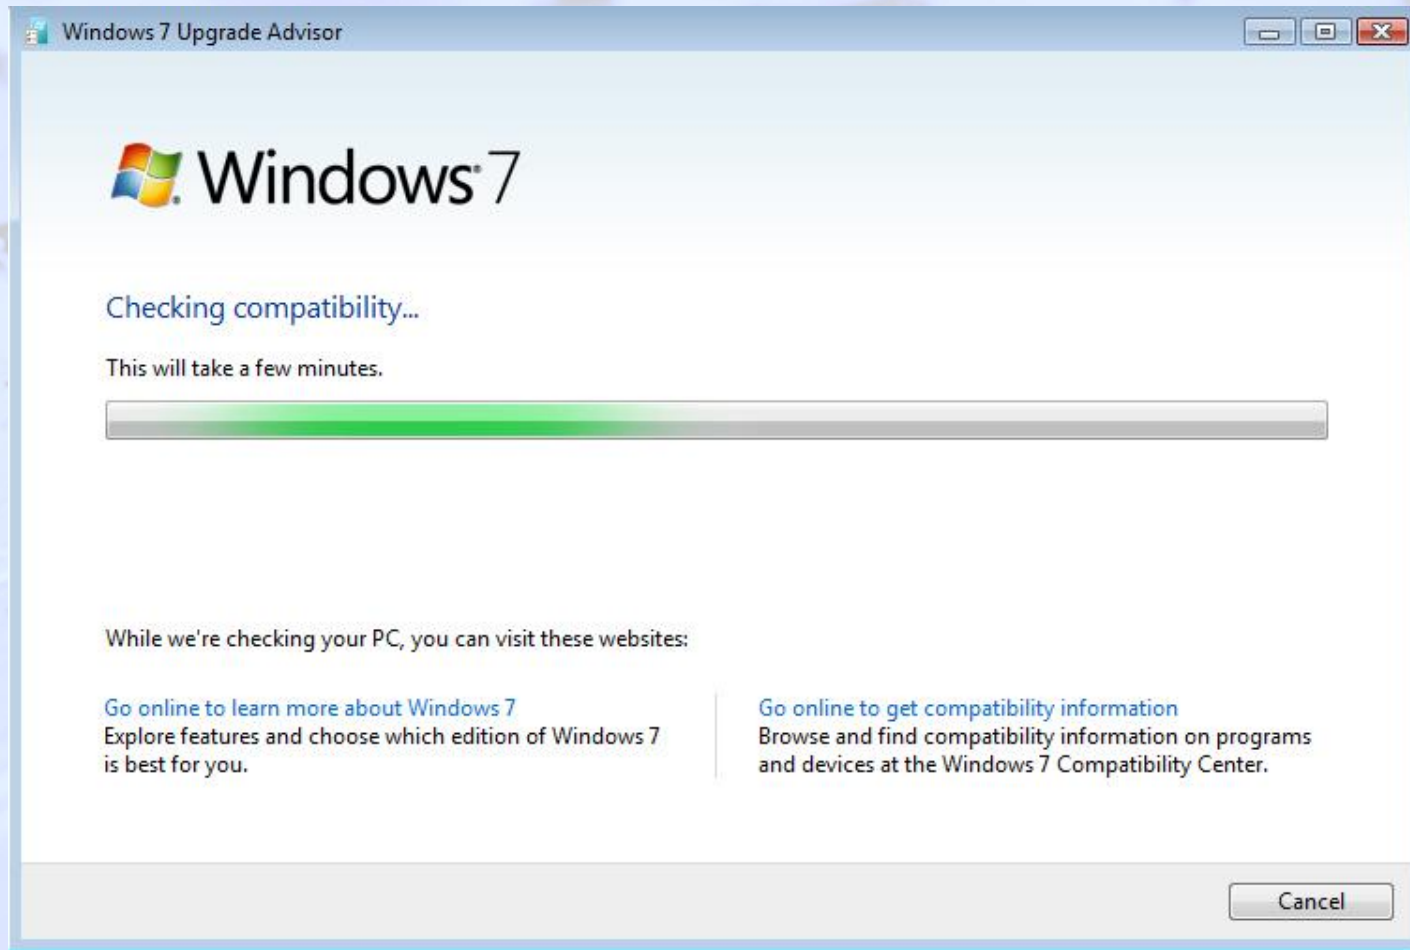 Windows 7 Upgrade Advisor
Windows® 7
Checking compatibility...
This will take a few minutes.
While we're checking your PC, you can visit these websites:
Go online to learn more about Windows 7
Explore features and choose which edition of Windows 7
is best for you.
Go online to get compatibility information
Browse and find compatibility information on programs
and devices at the Windows 7 Compatibility Center.
Cancel